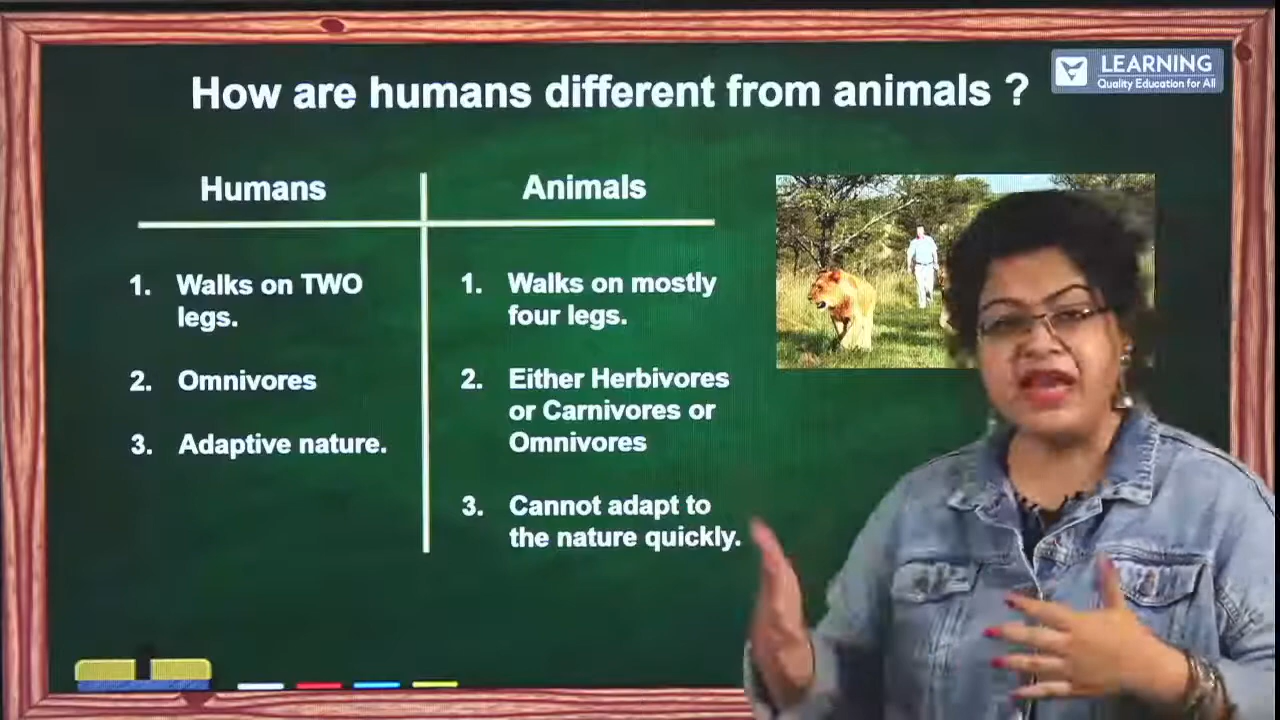 How are humans different from animals ?
LEARNING
Quality Education for All
Humans
Animals
1. Walks on TWO
legs.
2. Omnivores
3. Adaptive nature.
1. Walks on mostly
four legs.
2. Either Herbivores
or Carnivores or
Omnivores
3. Cannot adapt to
the nature quickly.